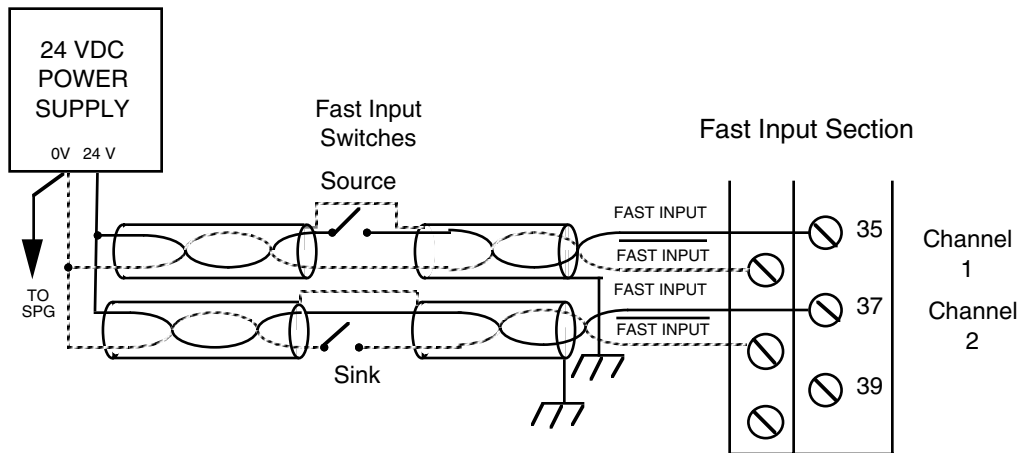 24 VDC
POWER
SUPPLY
0V 24 V
Fast Input
Switches
Source
Fast Input Section
FAST INPUT
35
Channel
1
FAST INPUT
TO
SPG
FAST INPUT
37
Channel
2
FAST INPUT
Sink
39